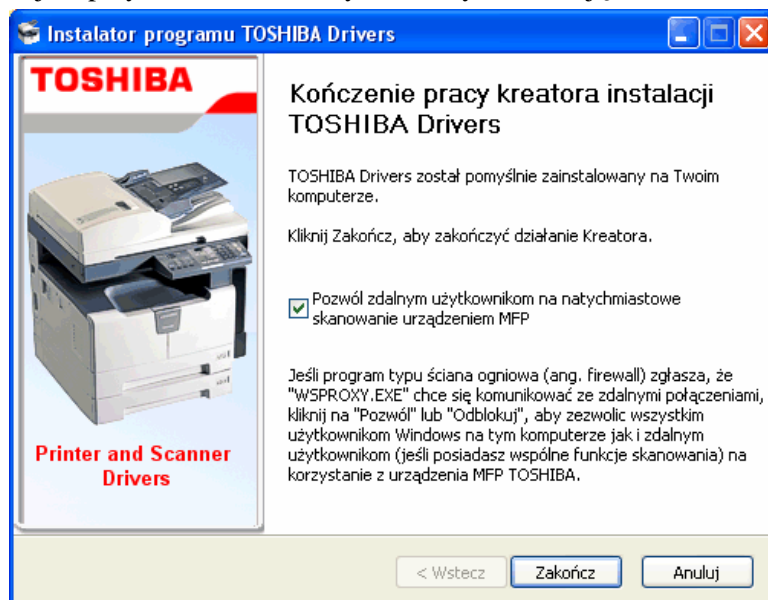 Instalator programu TOSHIBA Drivers
TOSHIBA
Printer and Scanner
Drivers
Kończenie pracy kreatora instalacji
TOSHIBA Drivers
TOSHIBA Drivers został pomyślnie zainstalowany na Twoim
komputerze.
Kliknij Zakończ, aby zakończyć działanie Kreatora.
Pozwól zdalnym użytkownikom na natychmiastowe
skanowanie urządzeniem MFP
Jeśli program typu ściana ogniowa (ang. firewall) zgłasza, że
"WSPROXY.EXE" chce się komunikować ze zdalnymi połączeniami,
kliknij na "Pozwól" lub "Odblokuj", aby zezwolic wszystkim
użytkownikom Windows na tym komputerze jak i zdalnym
użytkownikom (jeśli posiadasz wspólne funkcje skanowania) na
korzystanie z urządzenia MFP TOSHIBA.
< Wstecz
Zakończ
Anuluj